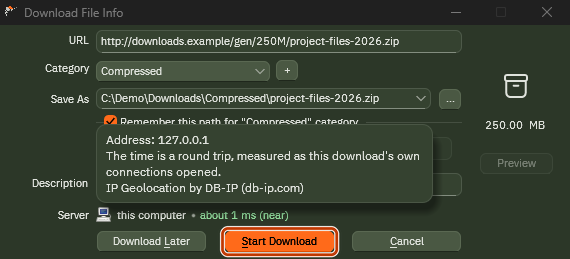 Download File Info
URL http://downloads.example/gen/250M/project-files-2026.zip
Category Compressed +
Save As C:\Demo\Downloads\Compressed\project-files-2026.zip ...
Remember this path for "Compressed" category
250.00 MB
Address: 127.0.0.1
The time is a round trip, measured as this download's own
connections opened.
IP Geolocation by DB-IP (db-ip.com)
Preview
Description
Server this computer • about 1 ms (near)
Download Later Start Download Cancel